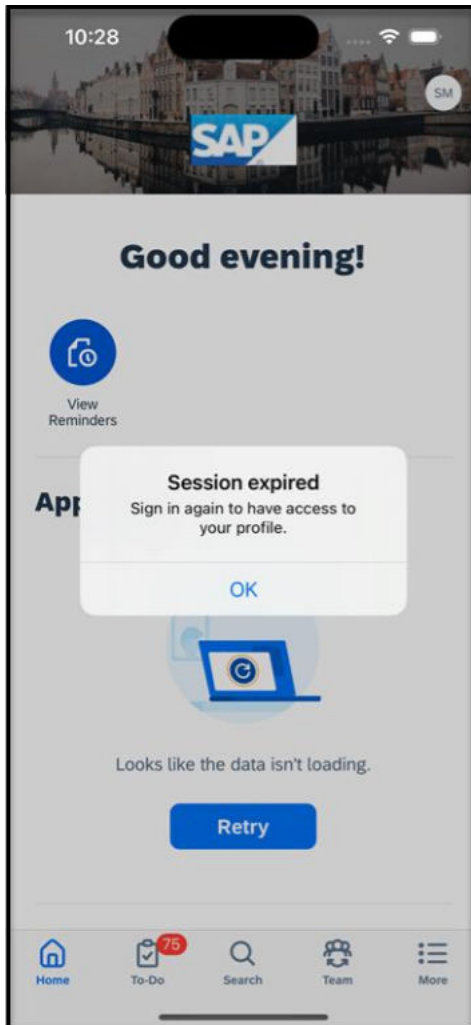 10:28
SM
SAP
Good evening!
View
Reminders
App
Session expired
Sign in again to have access to
your profile.
OK
Looks like the data isn't loading.
Retry
75
Home
To-Do
Search
Team
More